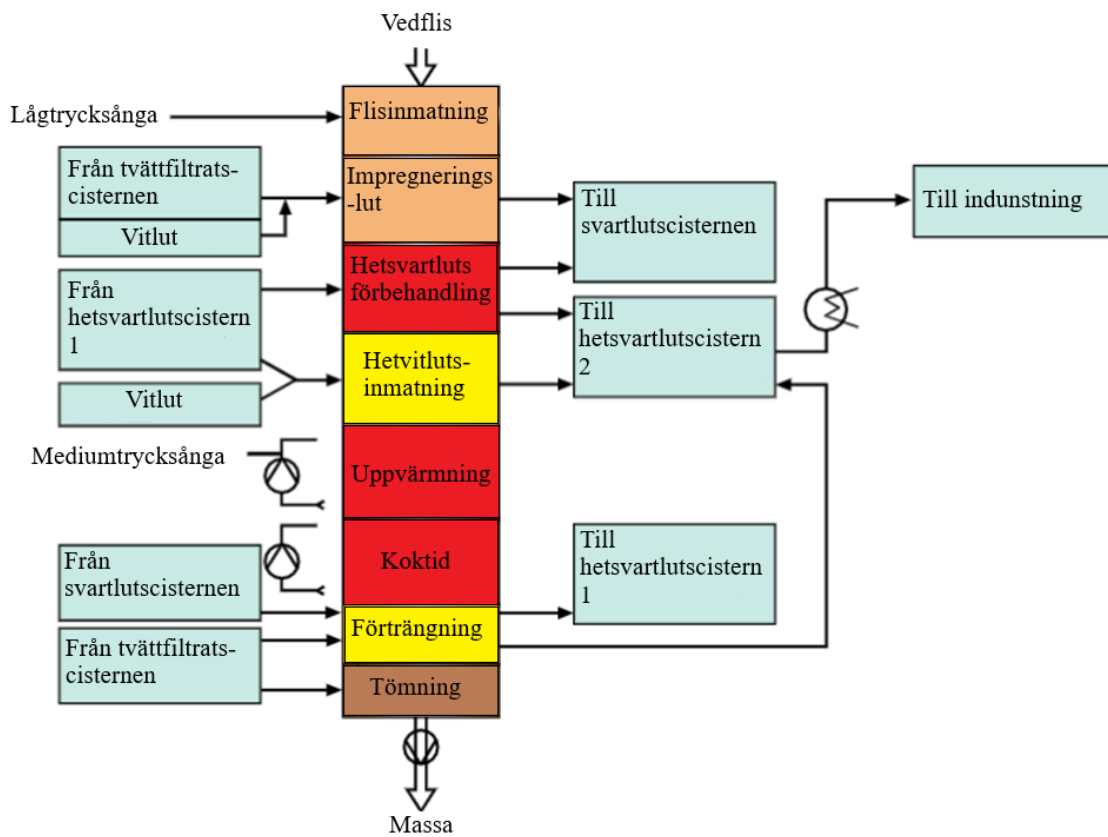 Vedflis
Lågtrycksånga
Flisinmatning
Från tvättfiltrats-
cisternen
Vitlut
Impregnerings
-lut
Till
svartlutscisternen
Till indunstning
Från
hetsvartlutscistern
1
Hetsvartluts
förbehandling
Till
hetsvartlutscistern
2
Vitlut
Hetvitluts-
inmatning
Mediumtrycksånga
Uppvärmning
Från
svartlutscisternen
Koktid
Till
hetsvartlutscistern
1
Från tvättfiltrats-
cisternen
Förträngning
Tömning
Massa